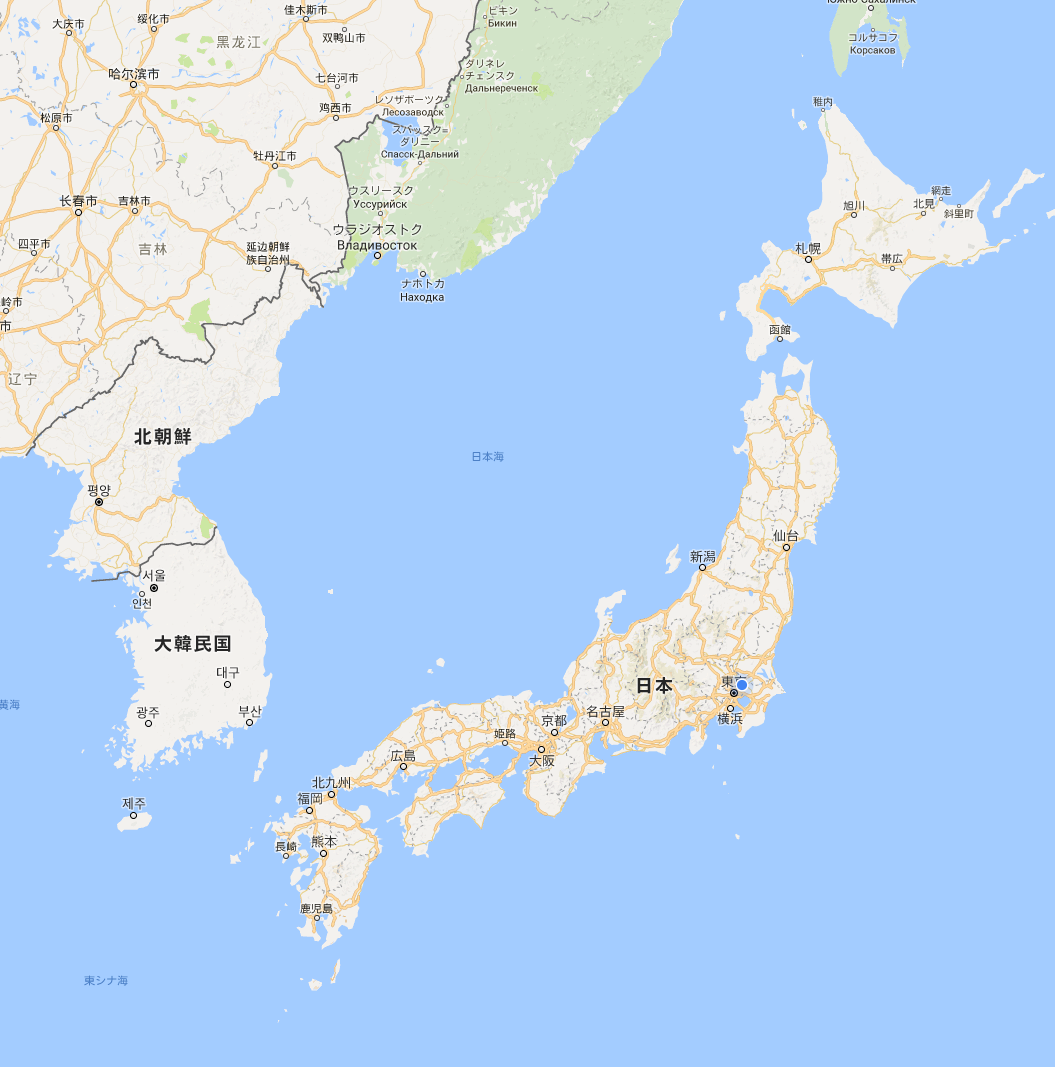 大庆市
绥化市
佳木斯市
双鸭山市
黑龙江
哈尔滨市
七台河市
鸡西市
松原市
牡丹江市
长春市
吉林市
四平市
吉林
延边朝鲜
族自治州
岭市
市
辽宁
ビキン
Бикин
ダリネレ
チェンスク
Дальнереченск
レソザボーツク
Лесозаводск
スパッスク=
ダリニー
Спасск-Дальний
ウスリースク
Уссурийск
ウラジオストク
Владивосток
ナホトカ
Находка
Южно-Сахалинск
コルサコフ
Корсаков
稚内
網走
北見
斜里町
旭川
札幌
帯広
函館
北朝鮮
평양
日本海
서울
인천
大韓民国
대구
광주
부산
제주
黄海
仙台
新潟
日本
東京
横浜
名古屋
京都
姫路
大阪
広島
北九州
福岡
長崎
熊本
鹿児島
東シナ海